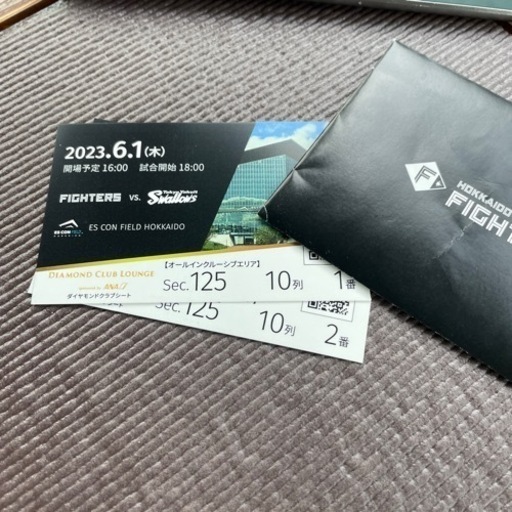 2023.6.1(木)
開場予定 16:00 試合開始 18:00
FIGHTERS VS. Swallows
ES CON FIELD HOKKAIDO
【オールインクルーシブエリア】
DIAMOND CLUB LOUNGE
ANA
ダイヤモンドクラブシート
Sec.125 10列 1番
Sec.125 10列 2番
F
HOKKAIDO